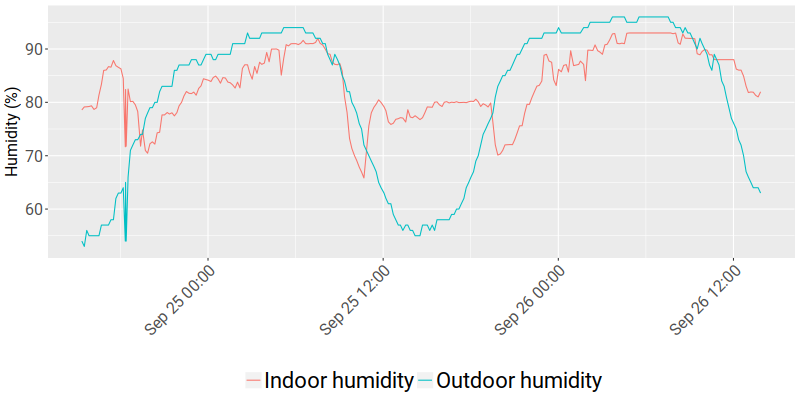 Humidity (%)
90
80
70
60
Sep 25 00:00
Sep 25 12:00
Sep 26 00:00
Sep 26 12:00
Indoor humidity Outdoor humidity